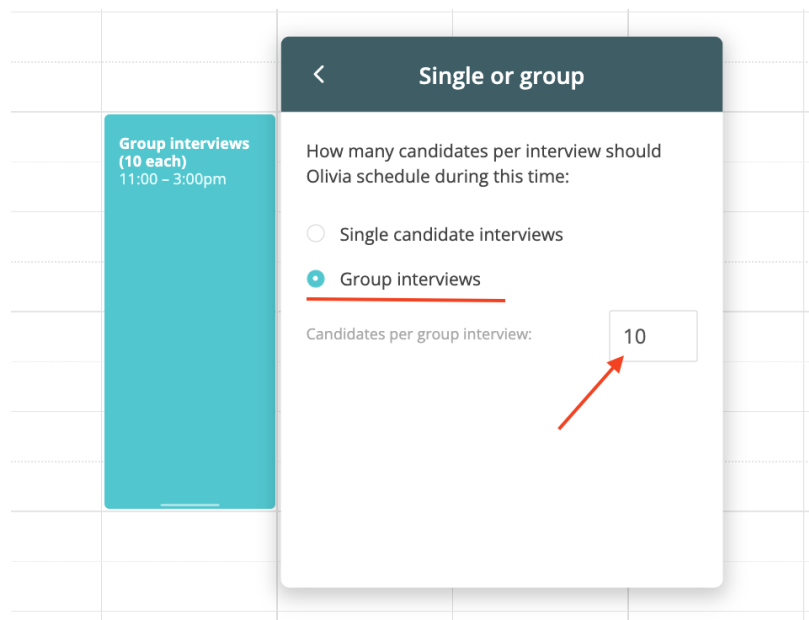 Single or group
Group interviews
(10 each)
11:00 – 3:00pm
How many candidates per interview should
Olivia schedule during this time:
Single candidate interviews
Group interviews
Candidates per group interview:
10